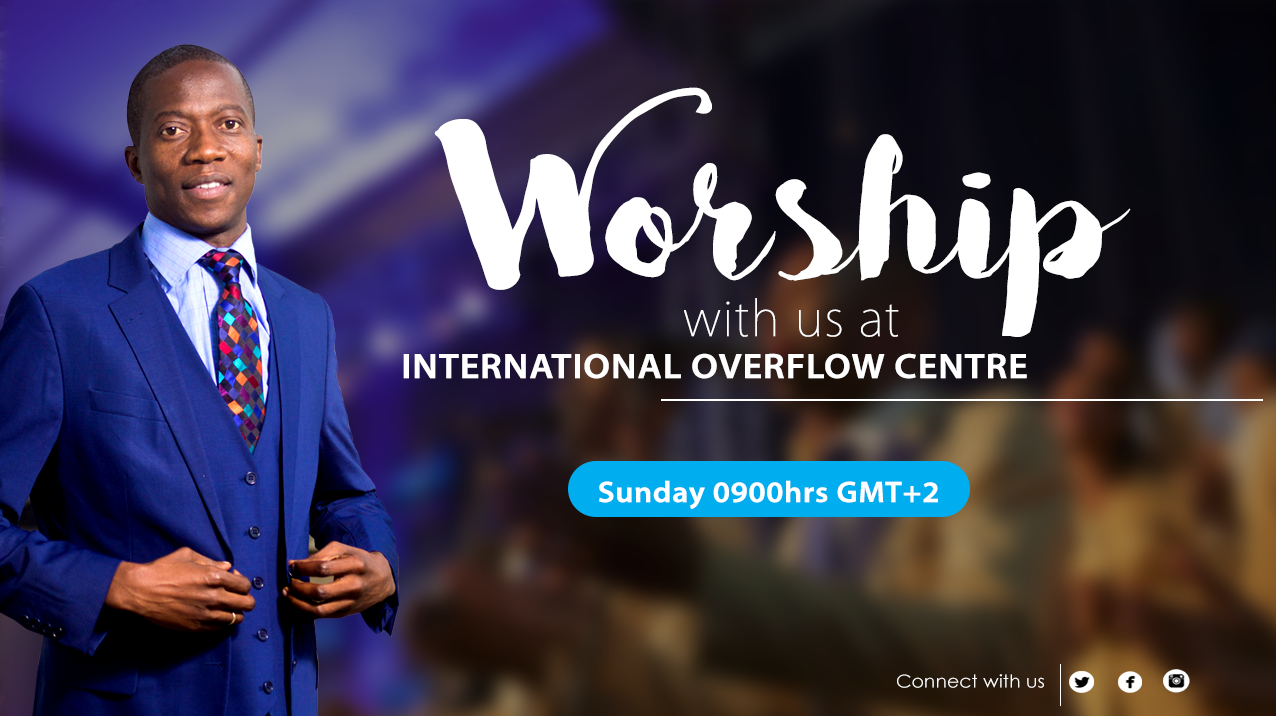 Worship
with us at
INTERNATIONAL OVERFLOW CENTRE
Sunday 0900hrs GMT+2
Connect with us